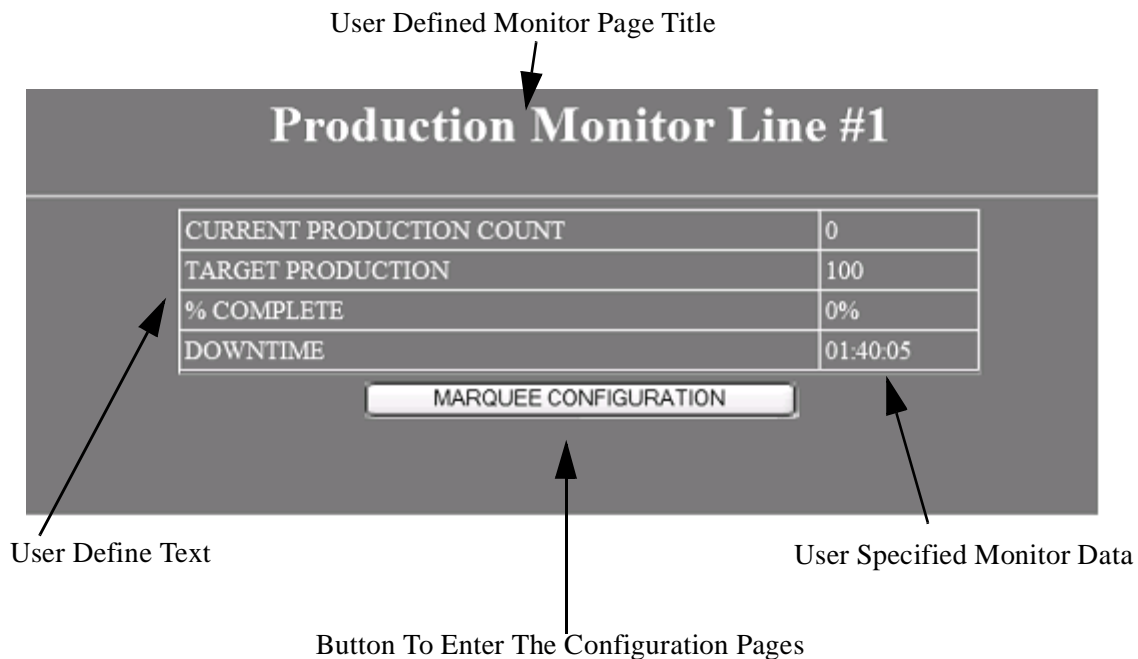 User Defined Monitor Page Title
Production Monitor Line #1
CURRENT PRODUCTION COUNT 0
TARGET PRODUCTION 100
% COMPLETE 0%
DOWNTIME 01:40:05
MARQUEE CONFIGURATION
User Define Text
User Specified Monitor Data
Button To Enter The Configuration Pages